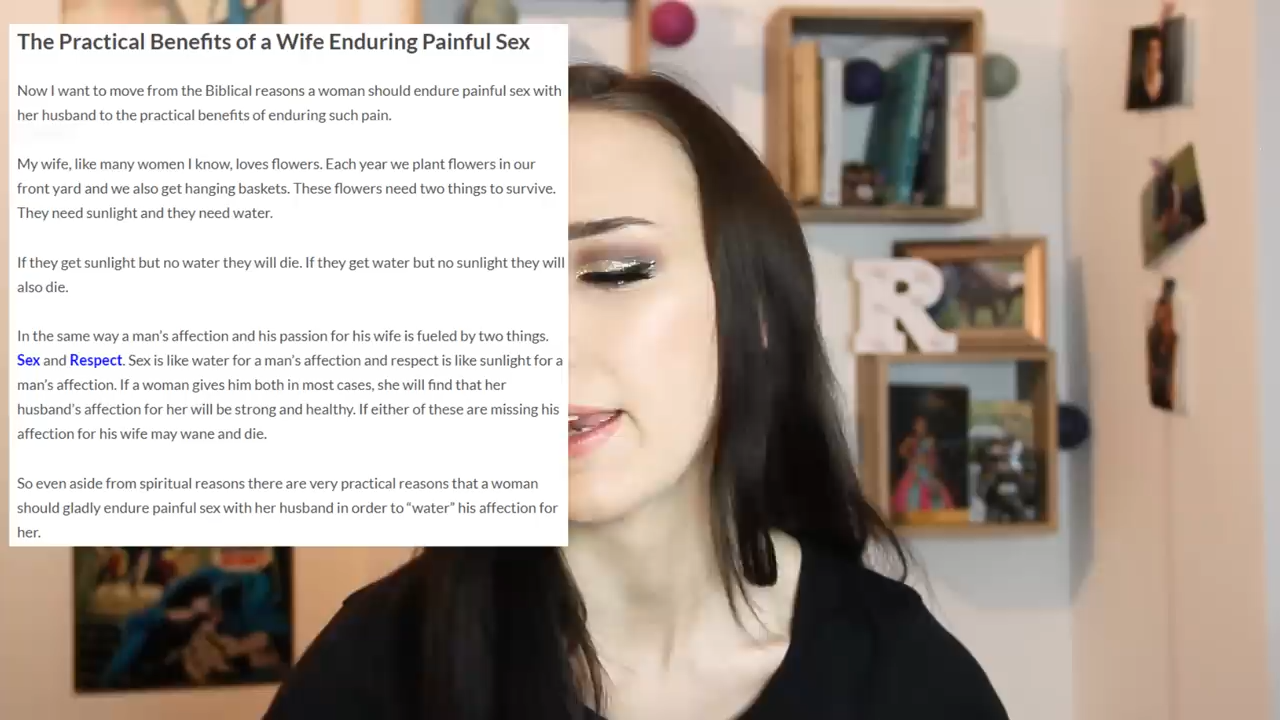 The Practical Benefits of a Wife Enduring Painful Sex
Now I want to move from the Biblical reasons a woman should endure painful sex with
her husband to the practical benefits of enduring such pain.
My wife, like many women I know, loves flowers. Each year we plant flowers in our
front yard and we also get hanging baskets. These flowers need two things to survive.
They need sunlight and they need water.
If they get sunlight but no water they will die. If they get water but no sunlight they will
also die.
In the same way a man's affection and his passion for his wife is fueled by two things.
Sex and Respect. Sex is like water for a man's affection and respect is like sunlight for a
man's affection. If a woman gives him both in most cases, she will find that her
husband's affection for her will be strong and healthy. If either of these are missing his
affection for his wife may wane and die.
So even aside from spiritual reasons there are very practical reasons that a woman
should gladly endure painful sex with her husband in order to “water” his affection for
her.
R